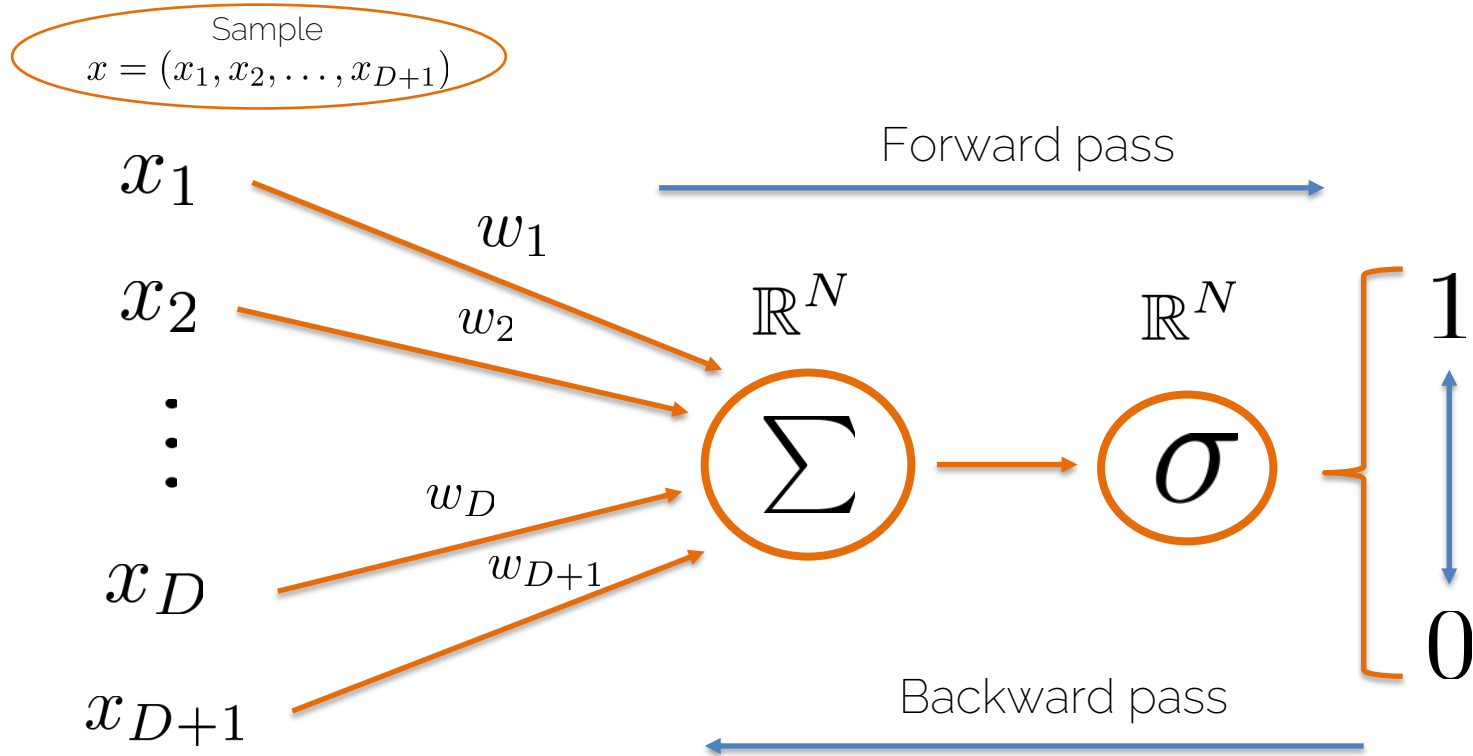 Sample
x = (x_1, x_2, . . . , x_{D+1})
Forward pass
x_1
w_1
x_2
w_2
ℝ^N
ℝ^N
1
⋮
∑
σ
w_D
x_D
w_{D+1}
0
x_{D+1}
Backward pass